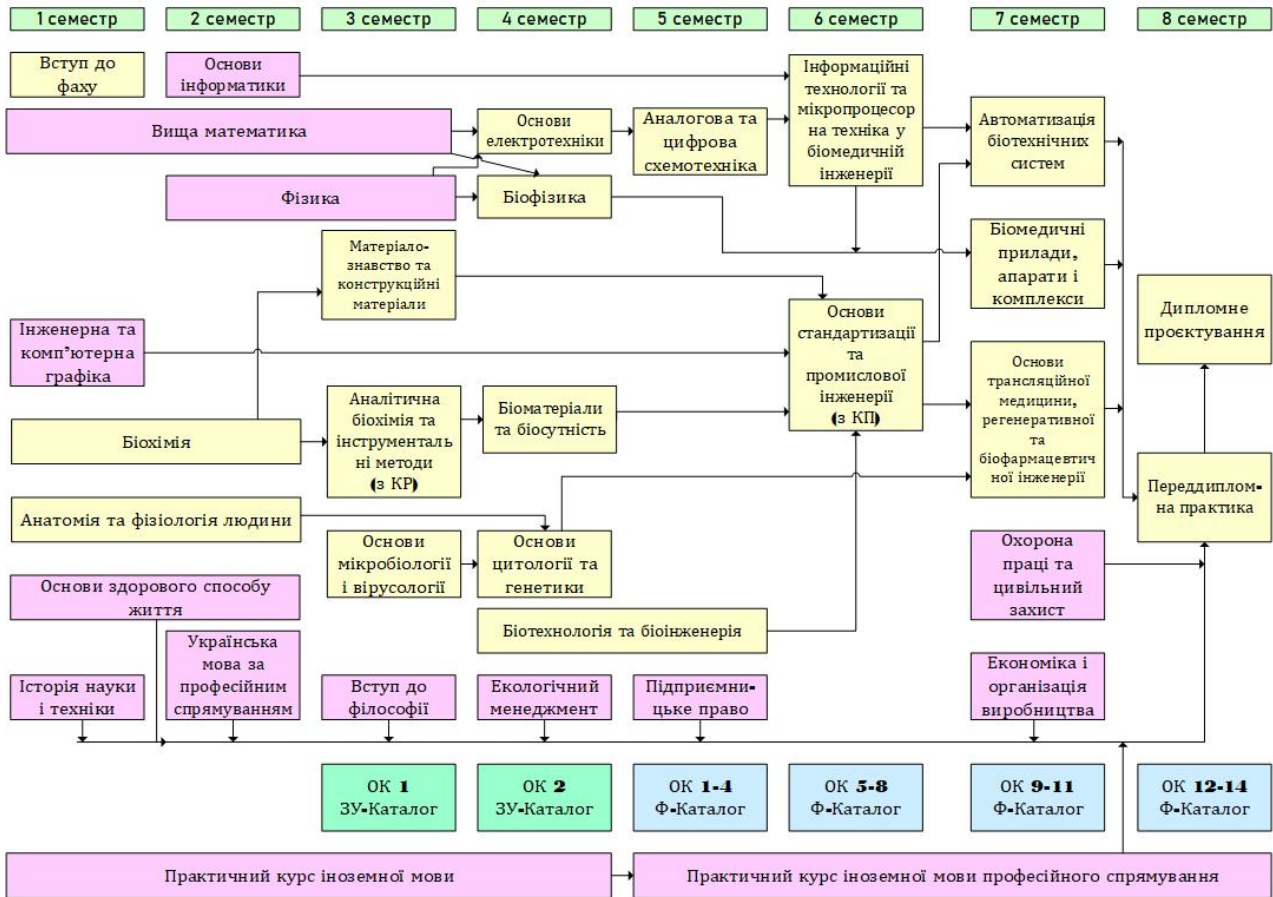 1 семестр
2 семестр
3 семестр
4 семестр
5 семестр
6 семестр
7 семестр
8 семестр
Вступ до
фаху
Основи
інформатики
Інформаційні
технології та
мікропроцесор
на техніка у
біомедичній
інженерії
Вища математика
Основи
електротехніки
Аналогова та
цифрова
схемотехніка
Автоматизація
біотехнічних
систем
Фізика
Біофізика
Матеріало-
знавство та
конструкційні
матеріали
Біомедичні
прилади,
апарати і
комплекси
Інженерна та
комп'ютерна
графіка
Основи
стандартизації
та
промислової
інженерії
(з КП)
Дипломне
проєктування
Основи
трансляційної
медицини,
регенеративної
та
біофармацевтич
ної інженерії
Біохімія
Аналітична
біохімія та
інструменталь
ні методи
(з КР)
Біоматеріали
та біосутність
Переддиплом-
на практика
Анатомія та фізіологія людини
Основи
мікробіології
і вірусології
Основи
цитології та
генетики
Охорона
праці та
цивільний
захист
Основи здорового способу
життя
Біотехнологія та біоінженерія
Історія науки
і техніки
Українська
мова за
професійним
спрямуванням
Вступ до
філософії
Екологічний
менеджмент
Підприємни-
цьке право
Економіка і
організація
виробництва
ОК 1
ЗУ-Каталог
ОК 2
ЗУ-Каталог
ОК 1-4
Ф-Каталог
ОК 5-8
Ф-Каталог
ОК 9-11
Ф-Каталог
ОК 12-14
Ф-Каталог
Практичний курс іноземної мови
Практичний курс іноземної мови професійного спрямування